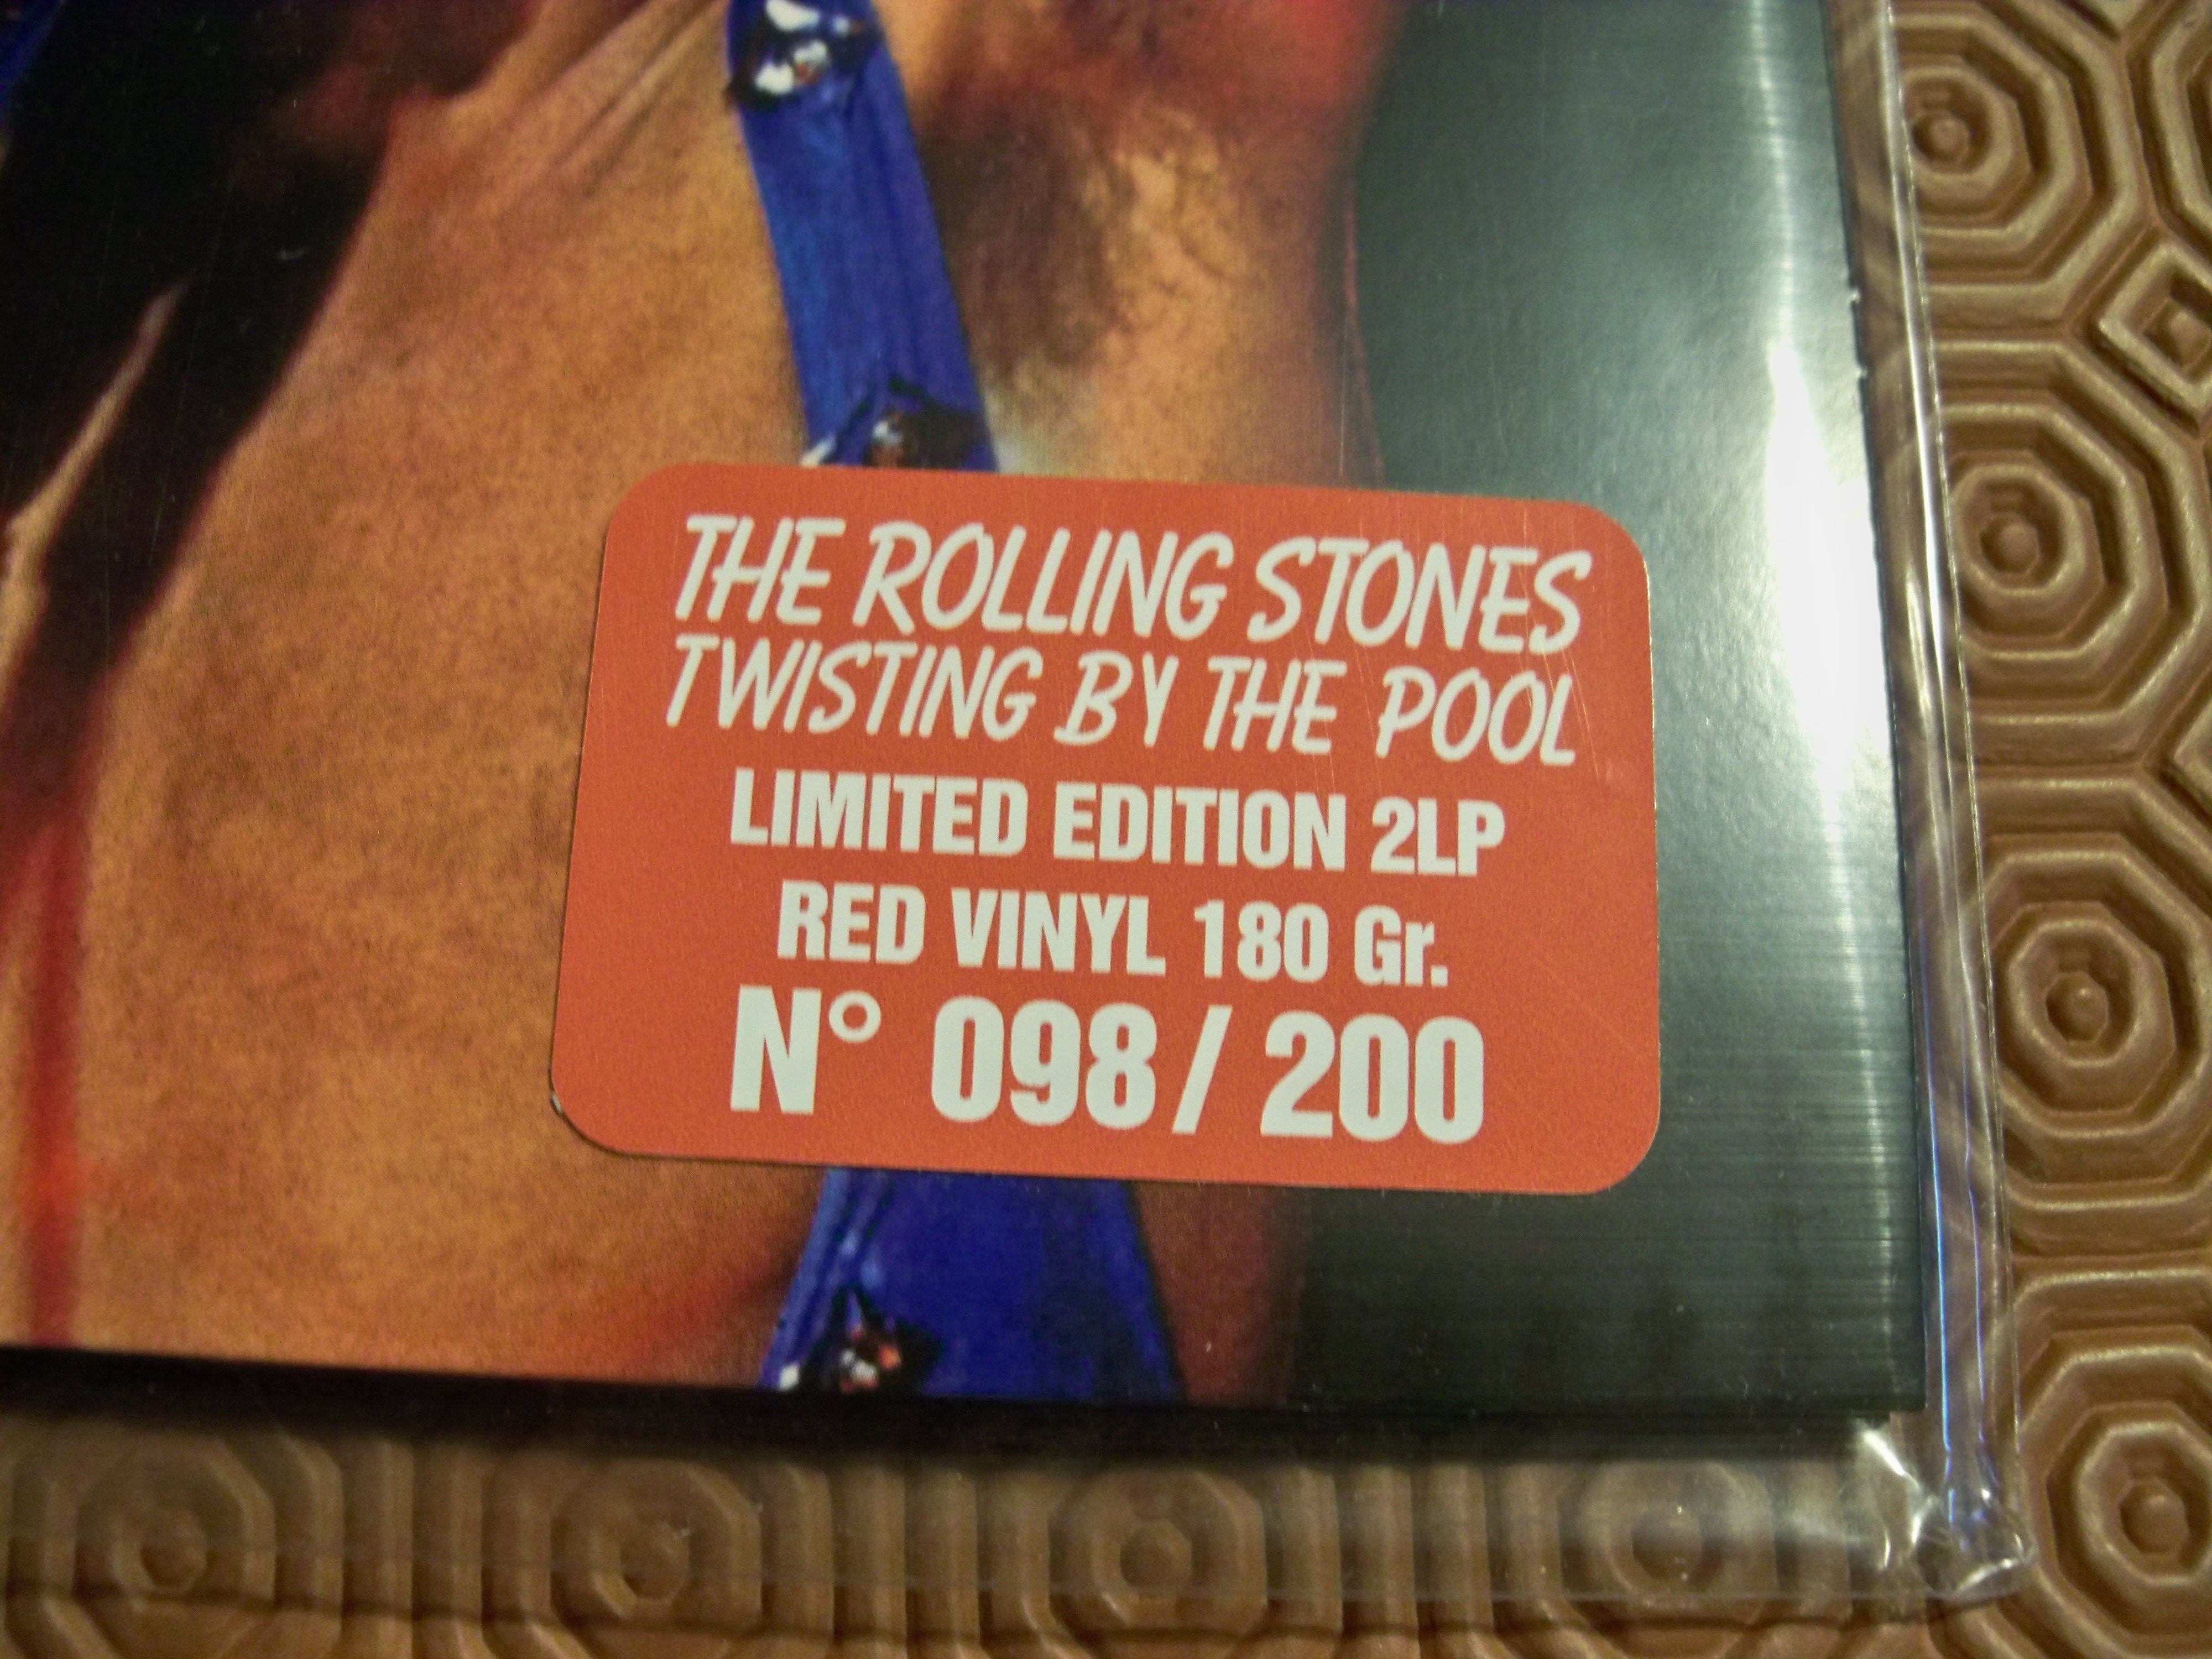 THE ROLLING STONES
TWISTING BY THE POOL
LIMITED EDITION 2LP
RED VINYL 180 Gr.
N° 098 / 200